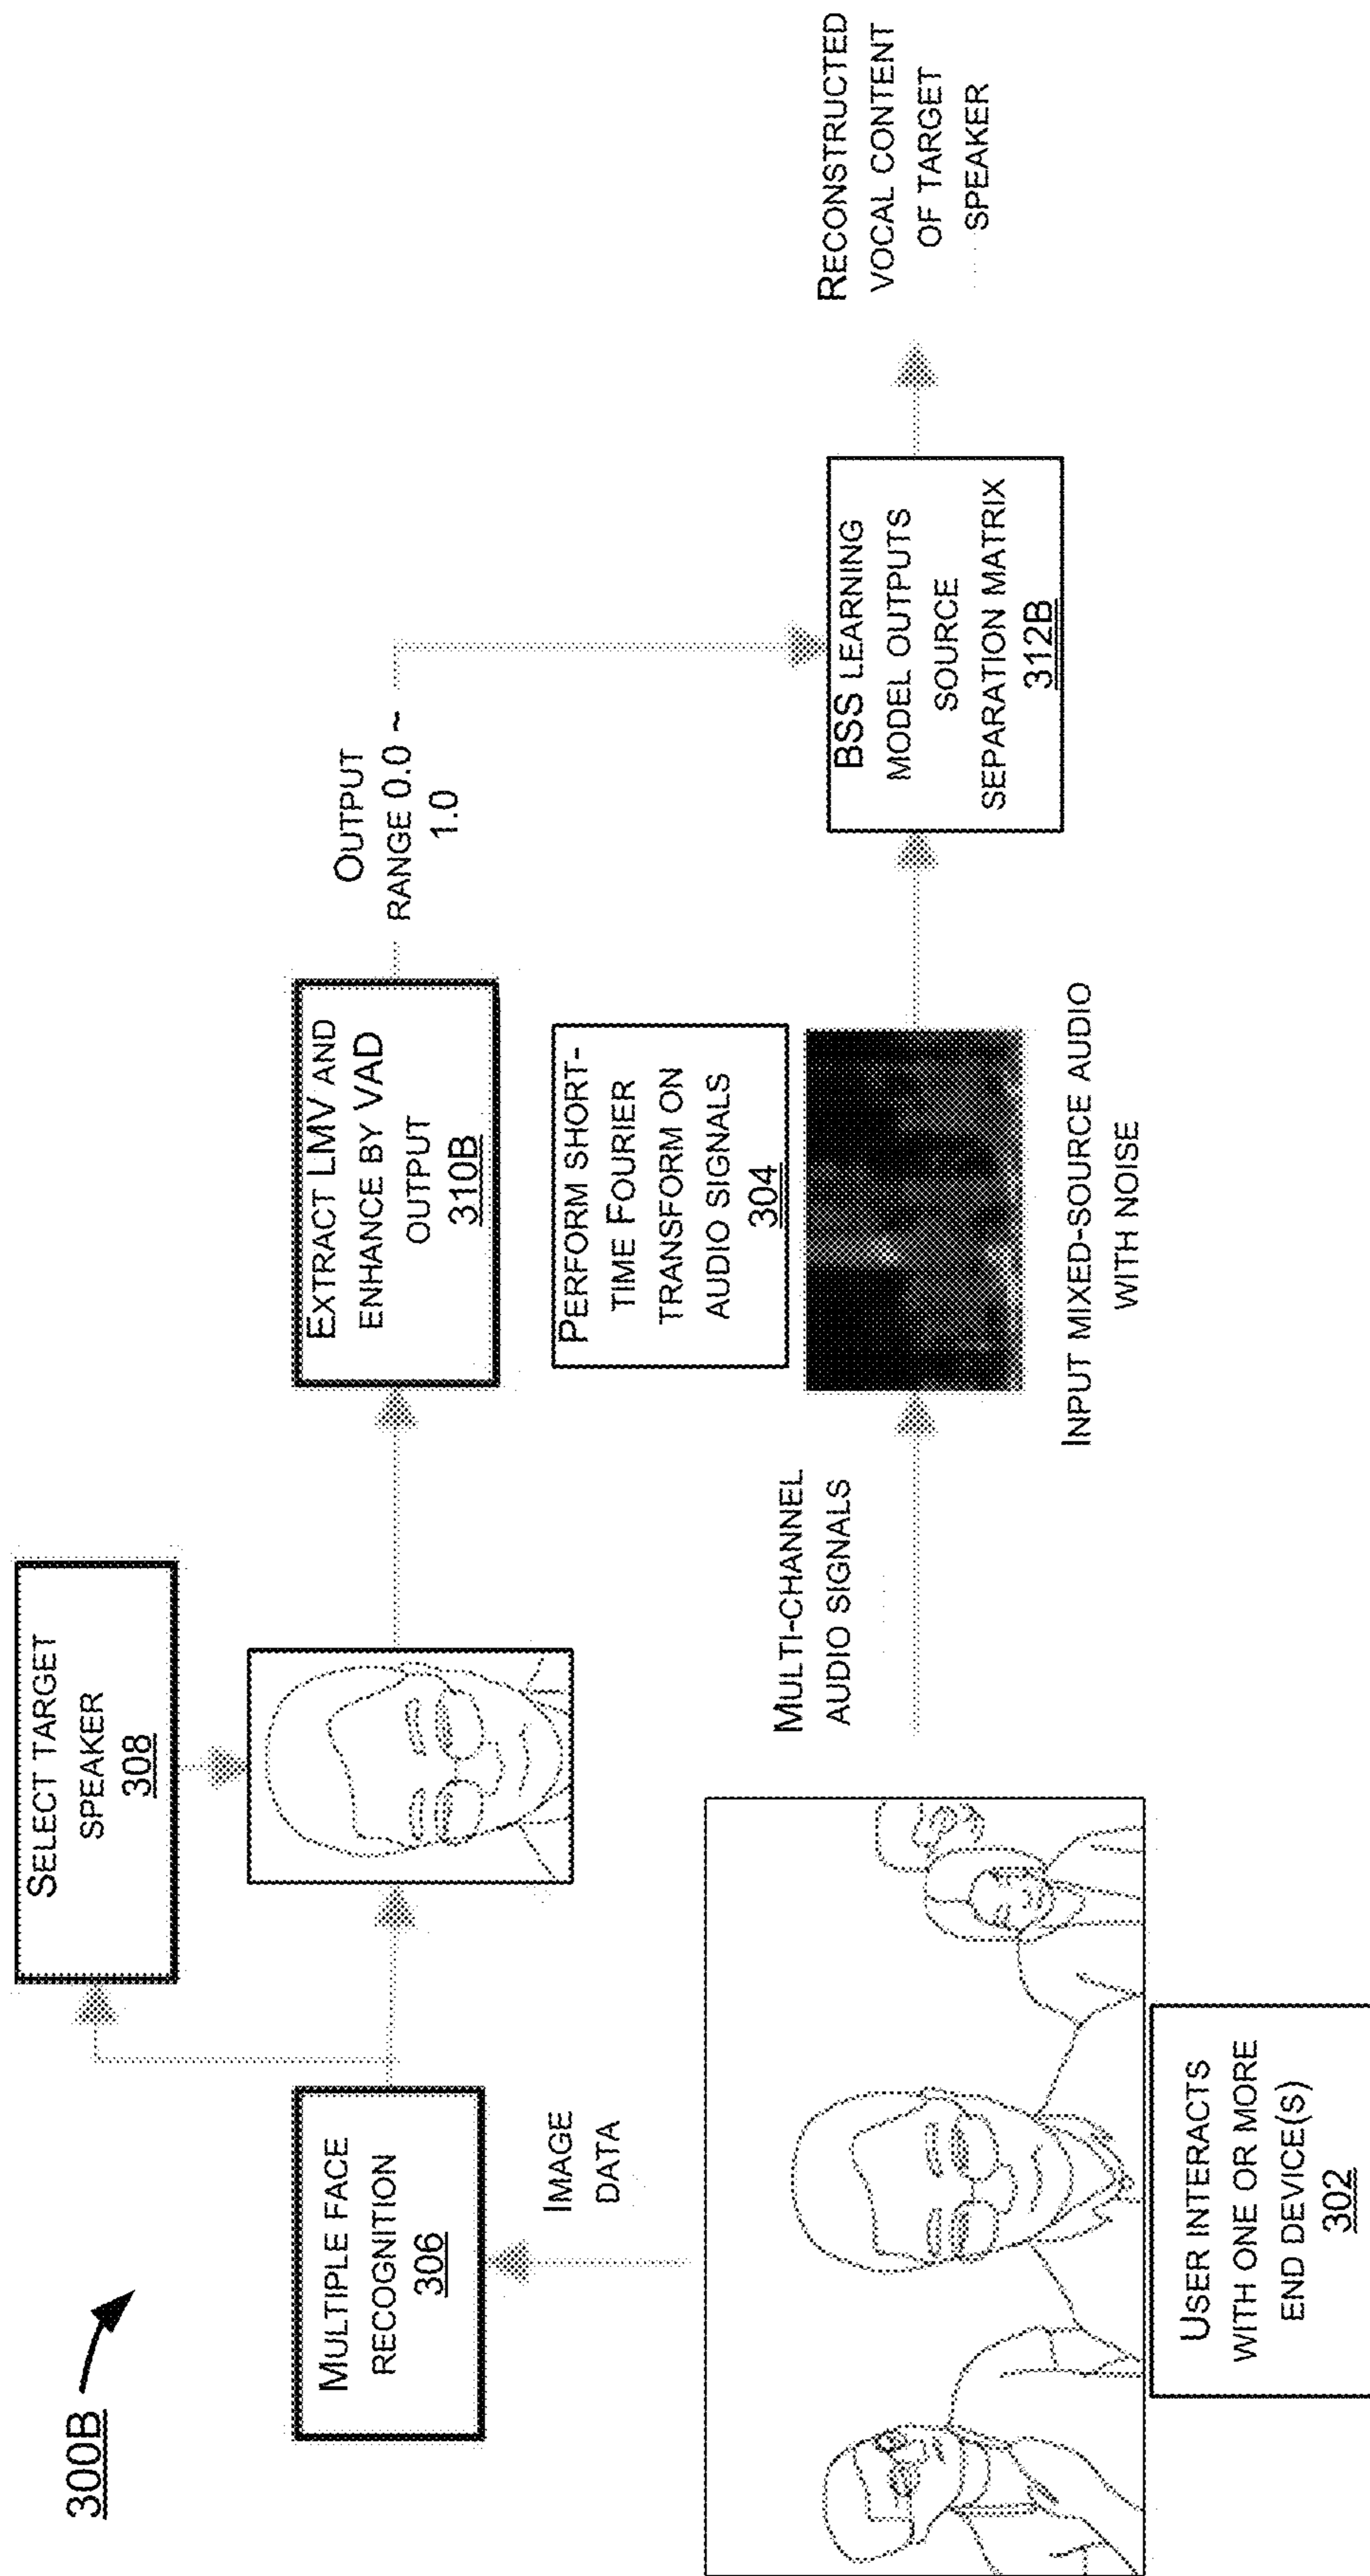 300B
SELECT TARGET
SPEAKER
308
MULTIPLE FACE
RECOGNITION
306
EXTRACT LMV AND
ENHANCE BY VAD
OUTPUT
310B
OUTPUT
RANGE 0.0 ~
1.0
IMAGE
DATA
PERFORM SHORT-
TIME FOURIER
TRANSFORM ON
AUDIO SIGNALS
304
MULTI-CHANNEL
AUDIO SIGNALS
INPUT MIXED-SOURCE AUDIO
WITH NOISE
BSS LEARNING
MODEL OUTPUTS
SOURCE
SEPARATION MATRIX
312B
RECONSTRUCTED
VOCAL CONTENT
OF TARGET
SPEAKER
USER INTERACTS
WITH ONE OR MORE
END DEVICE(S)
302